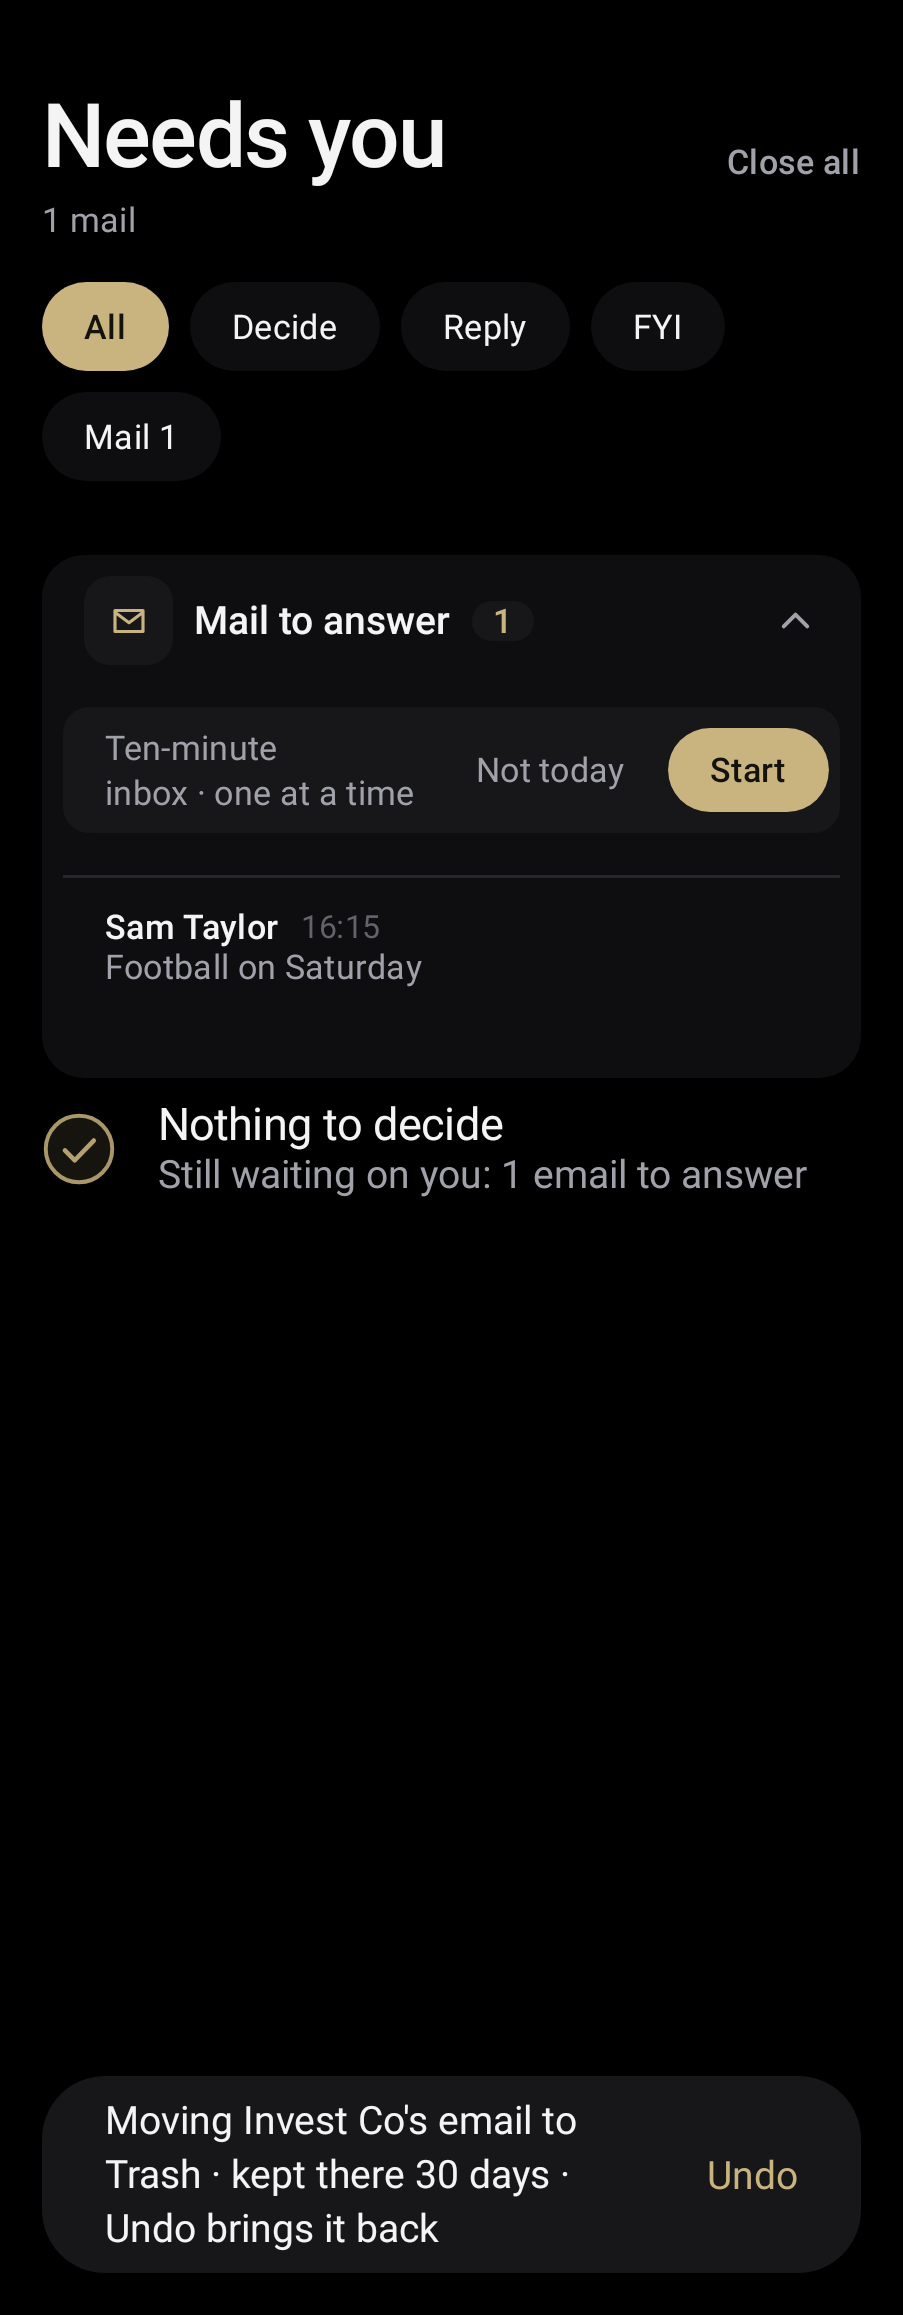 Needs you
Close all
1 mail
All
Decide
Reply
FYI
Mail 1
Mail to answer
1
Ten-minute
inbox · one at a time
Not today
Start
Sam Taylor 16:15
Football on Saturday
Nothing to decide
Still waiting on you: 1 email to answer
Moving Invest Co's email to
Trash · kept there 30 days ·
Undo brings it back
Undo